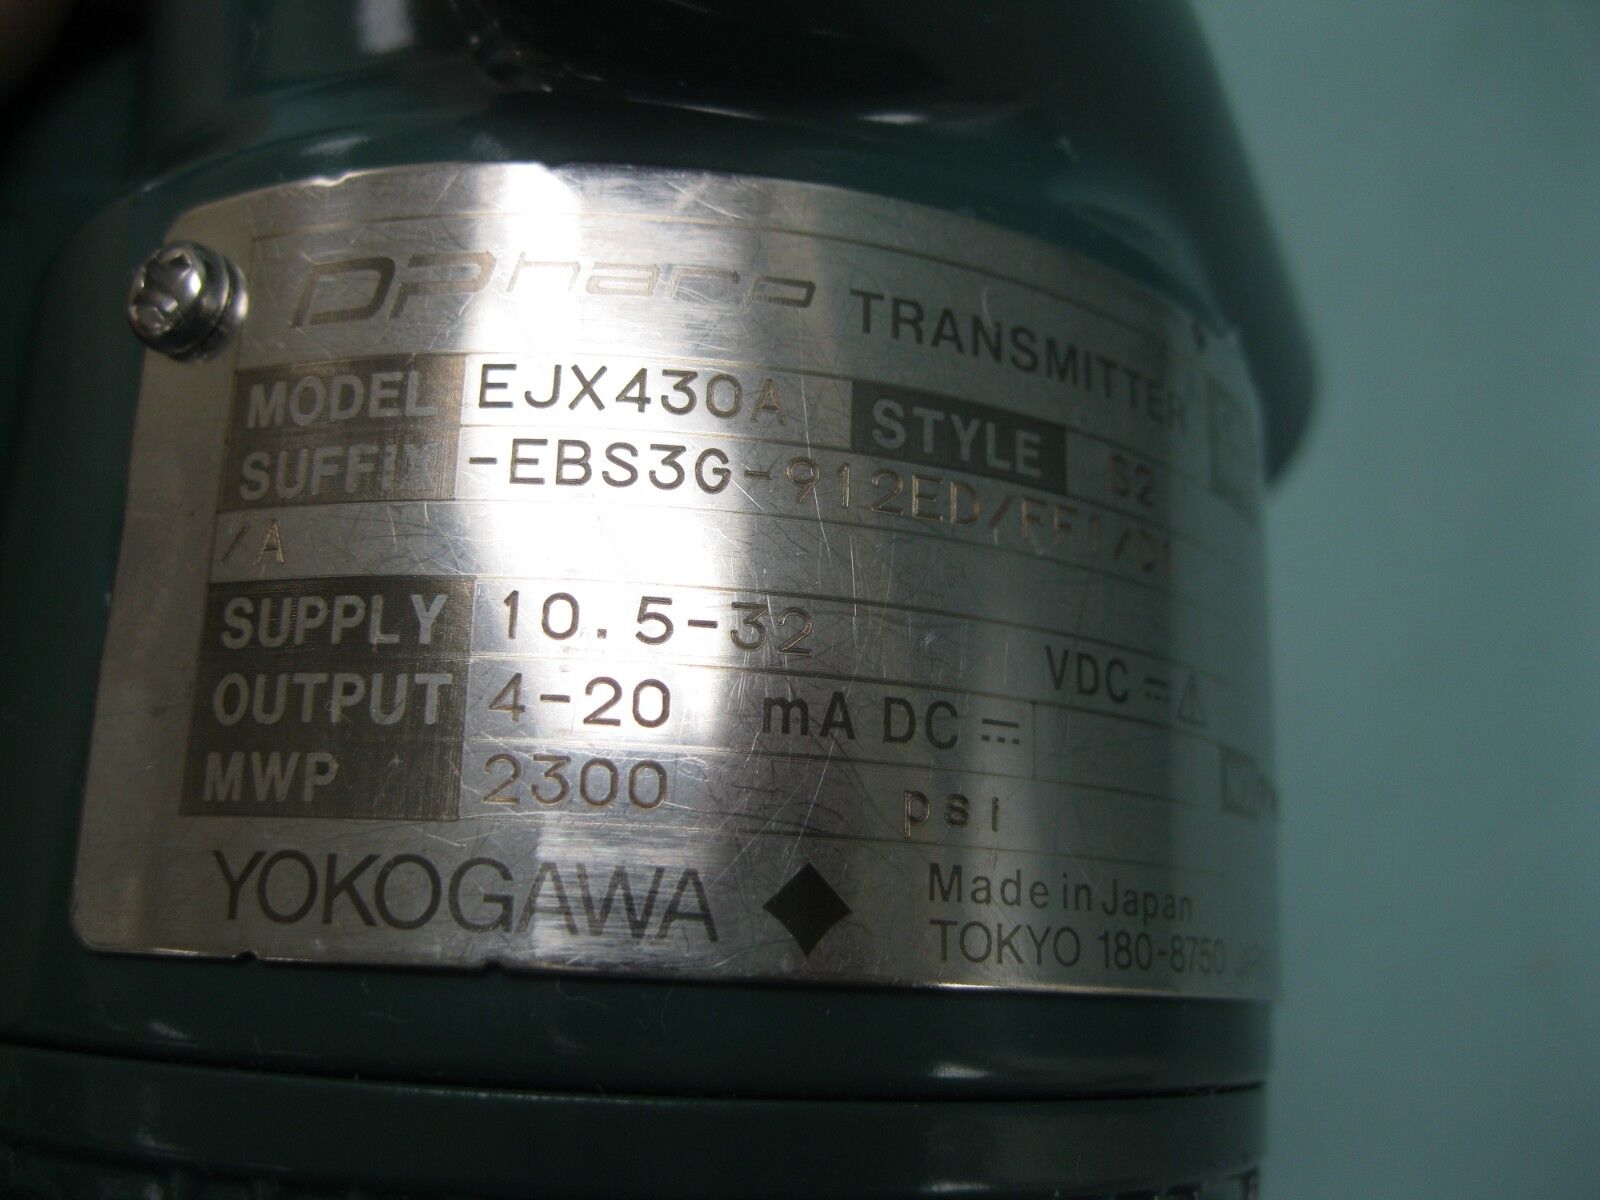 DPharp TRANSMITTER
MODEL EJX430A STYLE S2
SUFFIX -EBS3G-912ED/FF1/D1
/A
SUPPLY 10.5-32 VDC
OUTPUT 4-20 mA DC
MWP 2300 psi
YOKOGAWA
Made in Japan
TOKYO 180-8750